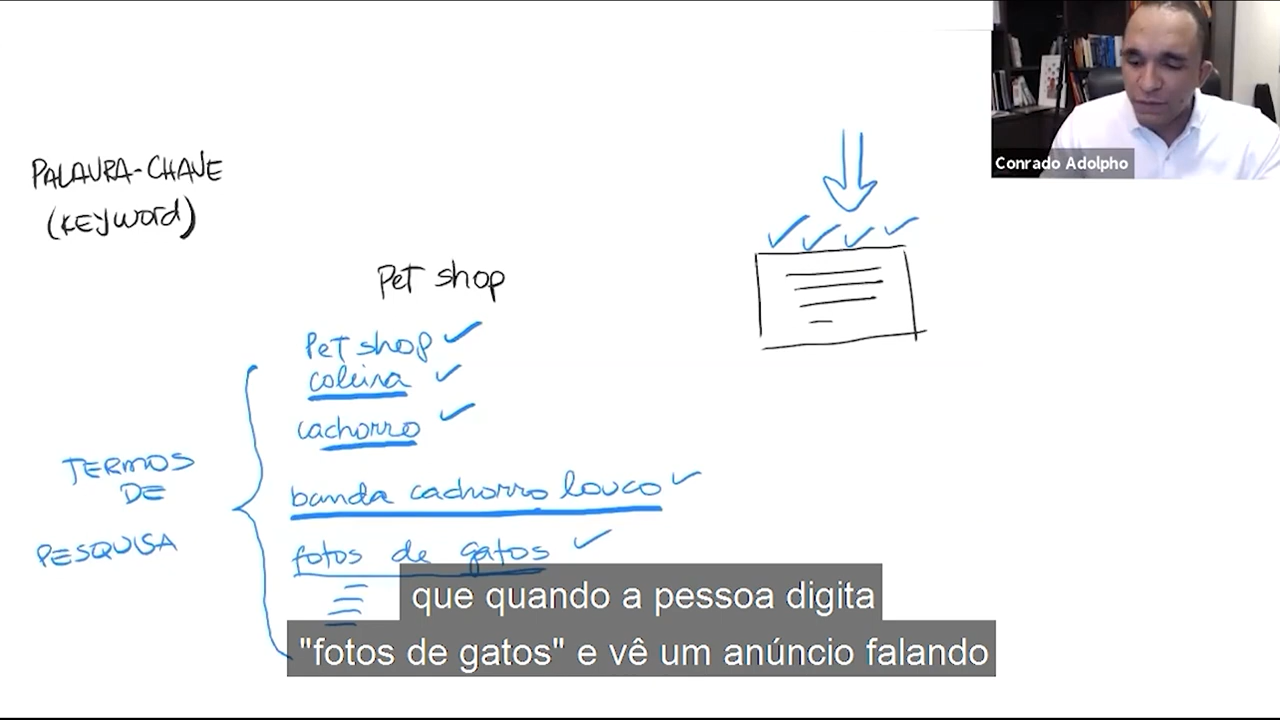 Conrado Adolpho
PALAVRA-CHAVE
(KEYWORD)
Pet shop
Pet shop
coleira
cachorro
banda cachorro louco
fotos de gatos
TERMOS
DE
PESQUISA
que quando a pessoa digita
"fotos de gatos" e vê um anúncio falando